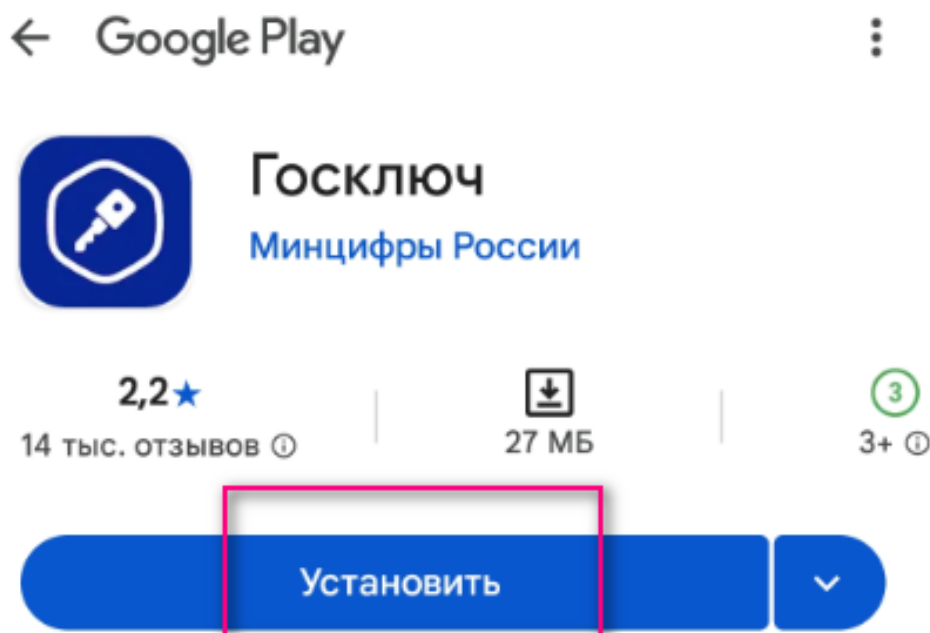 Google Play
Госключ
Минцифры России
2,2★
14 тыс. отзывов
27 МБ
3
3+
Установить